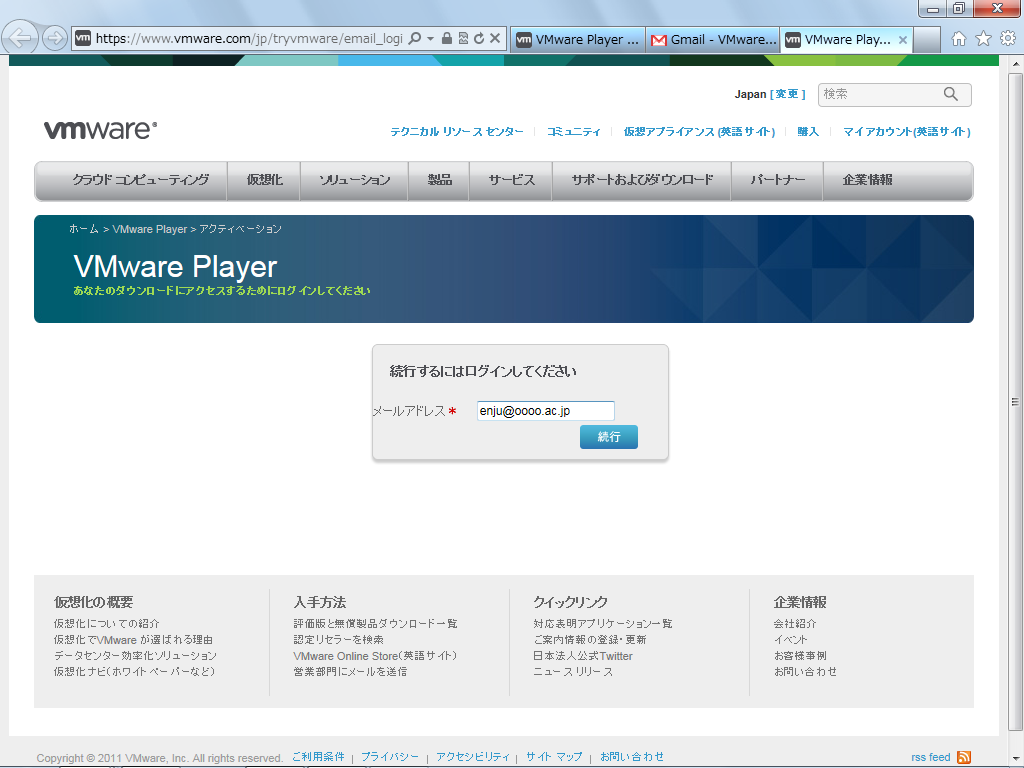 https://www.vmware.com/jp/tryvmware/email_logi
VMware Player ...
Gmail - VMware...
VMware Play...
Japan [ 変更 ]
検索
vmware®
テクニカル リソース センター
コミュニティ
仮想アプライアンス (英語サイト)
購入
マイ アカウント(英語サイト)
クラウド コンピューティング
仮想化
ソリューション
製品
サービス
サポートおよびダウンロード
パートナー
企業情報
ホーム > VMware Player > アクティベーション
VMware Player
あなたのダウンロードにアクセスするためにログインしてください
続行するにはログインしてください
メールアドレス *
enju@oooo.ac.jp
続行
仮想化の概要
仮想化についての紹介
仮想化でVMware が選ばれる理由
データセンター効率化ソリューション
仮想化ナビ(ホワイト ペーパーなど)
入手方法
評価版と無償製品ダウンロード一覧
認定リセラーを検索
VMware Online Store(英語サイト)
営業部門にメールを送信
クイックリンク
対応表明アプリケーション一覧
ご案内情報の登録・更新
日本法人公式Twitter
ニュース リリース
企業情報
会社紹介
イベント
お客様事例
お問い合わせ
Copyright © 2011 VMware, Inc. All rights reserved.
ご利用条件 | プライバシー | アクセシビリティ | サイト マップ | お問い合わせ
rss feed